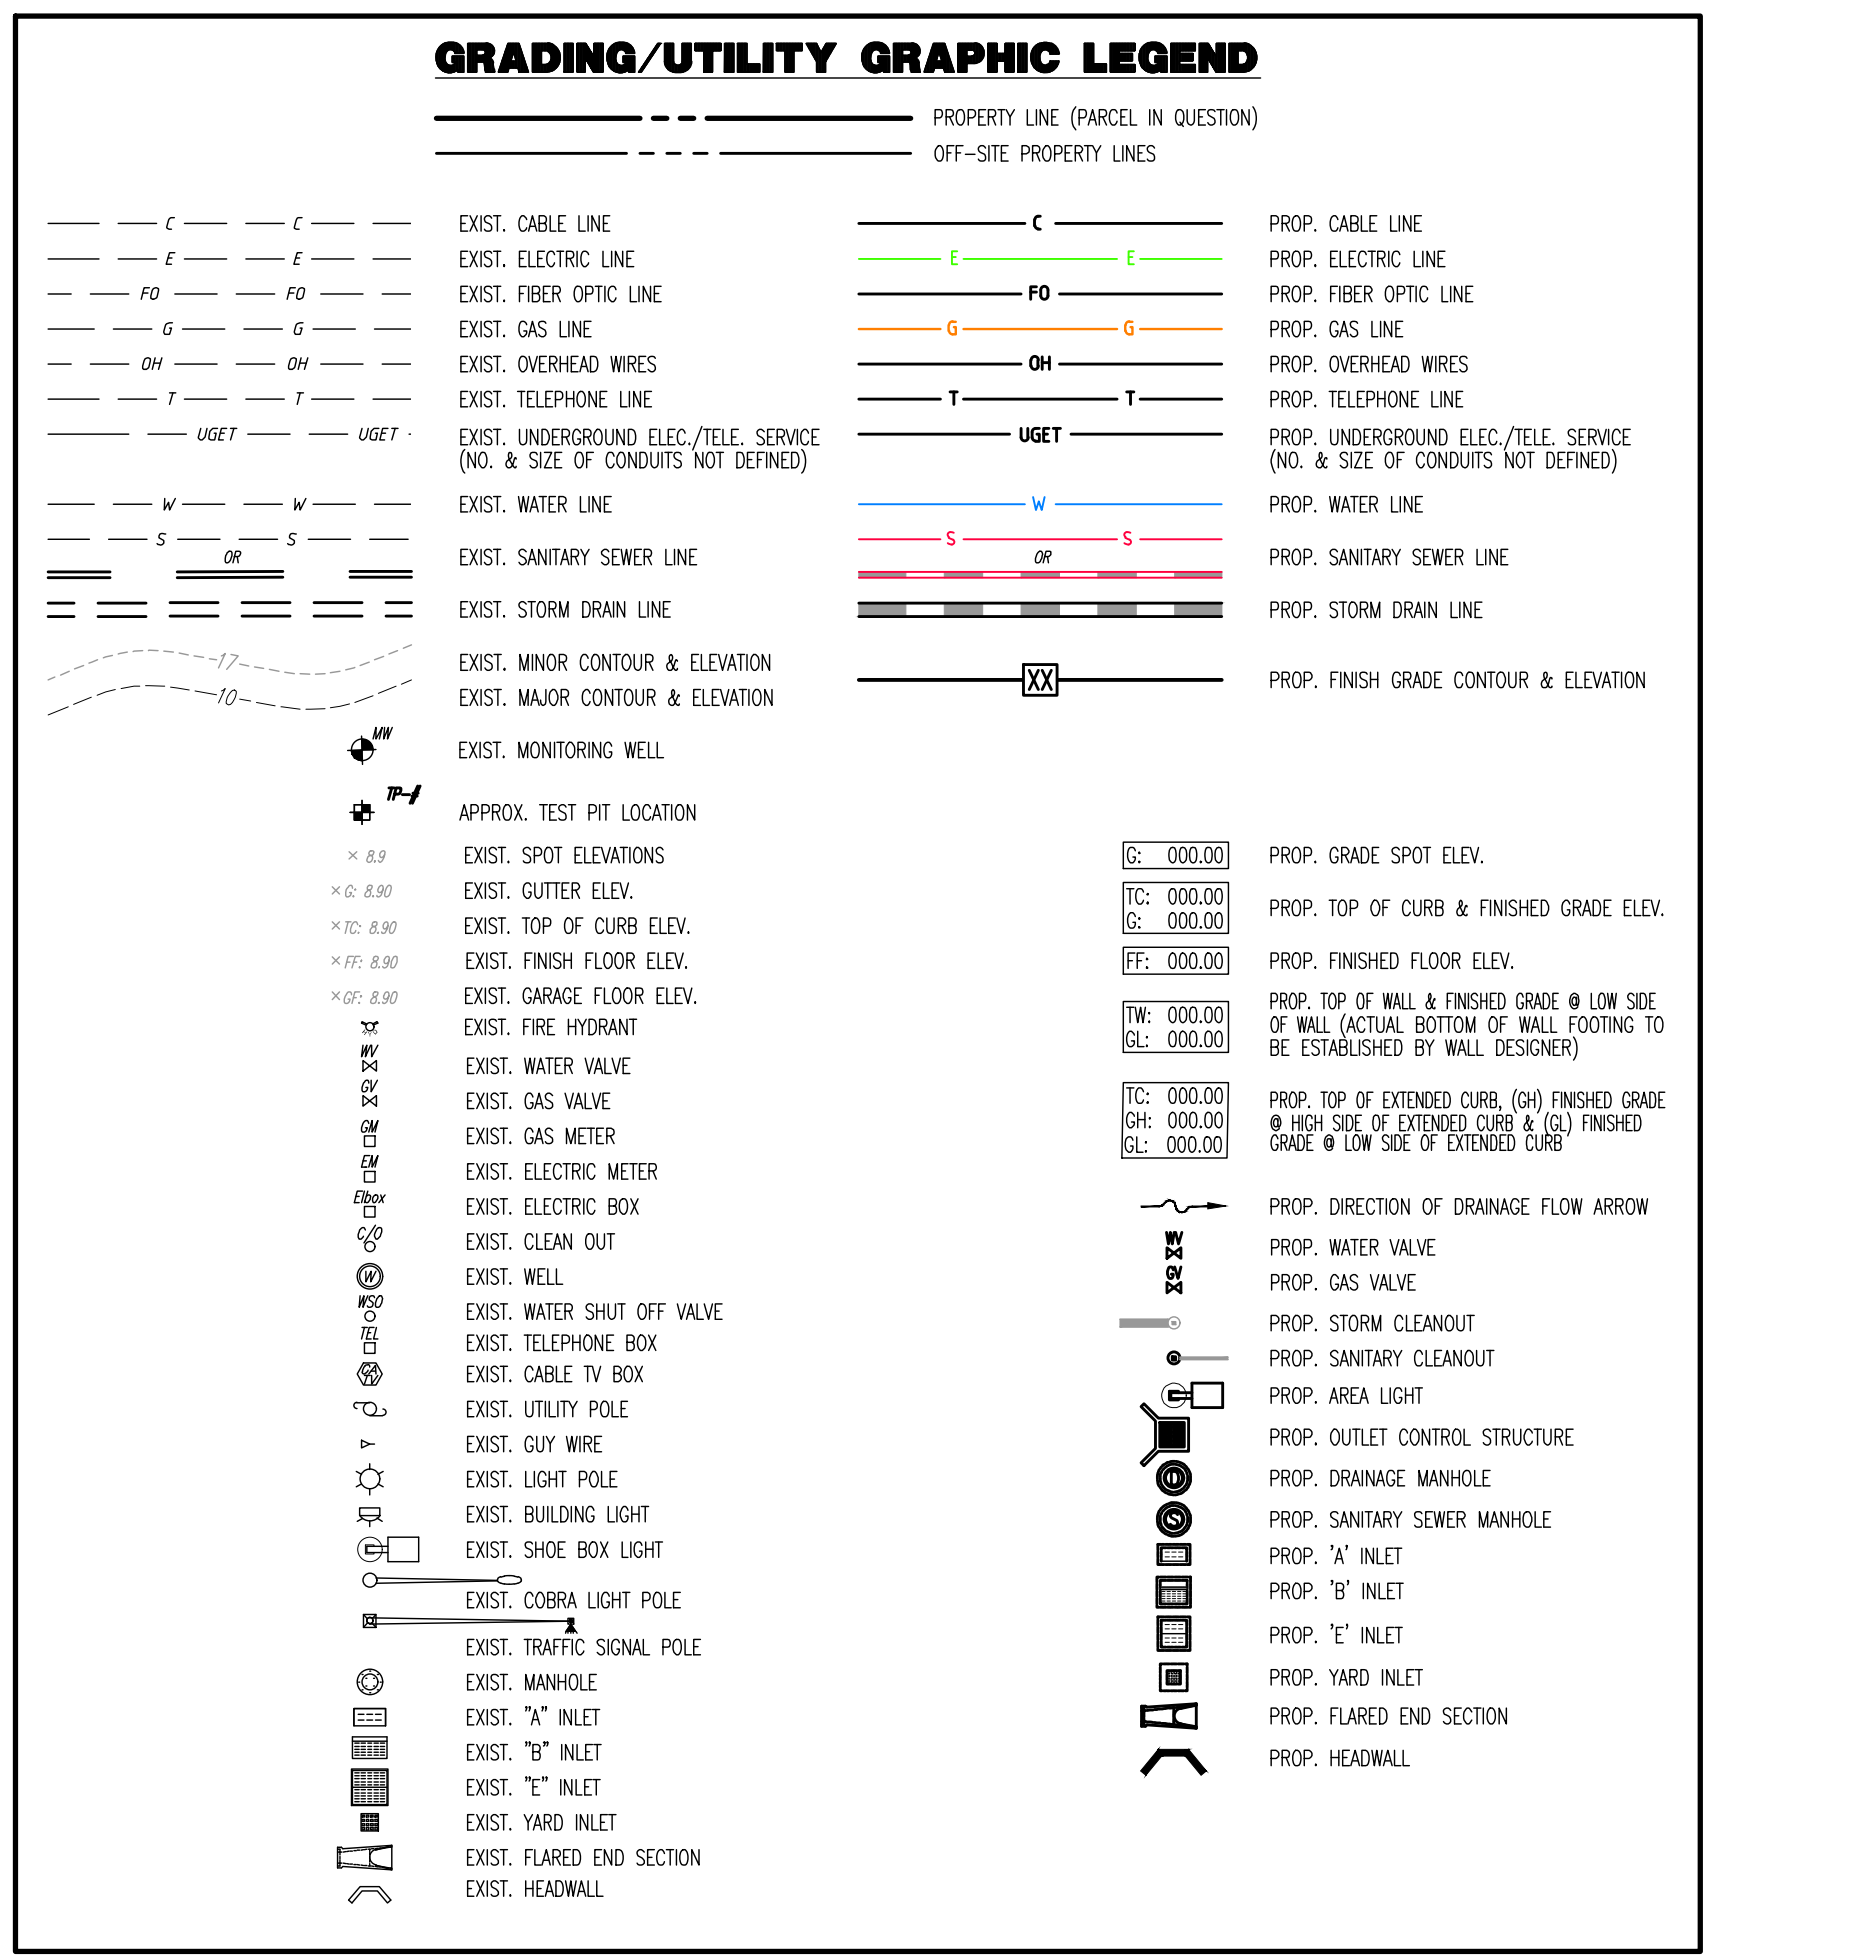 GRADING/UTILITY GRAPHIC LEGEND
PROPERTY LINE (PARCEL IN QUESTION)
OFF-SITE PROPERTY LINES
C C EXIST. CABLE LINE C PROP. CABLE LINE
E E EXIST. ELECTRIC LINE E E PROP. ELECTRIC LINE
FO FO EXIST. FIBER OPTIC LINE FO PROP. FIBER OPTIC LINE
G G EXIST. GAS LINE G G PROP. GAS LINE
OH OH EXIST. OVERHEAD WIRES OH PROP. OVERHEAD WIRES
T T EXIST. TELEPHONE LINE T T PROP. TELEPHONE LINE
UGET UGET EXIST. UNDERGROUND ELEC./TELE. SERVICE UGET PROP. UNDERGROUND ELEC./TELE. SERVICE
(NO. & SIZE OF CONDUITS NOT DEFINED) (NO. & SIZE OF CONDUITS NOT DEFINED)
W W EXIST. WATER LINE W PROP. WATER LINE
S S S S
OR EXIST. SANITARY SEWER LINE OR PROP. SANITARY SEWER LINE
EXIST. STORM DRAIN LINE PROP. STORM DRAIN LINE
17 EXIST. MINOR CONTOUR & ELEVATION
XX PROP. FINISH GRADE CONTOUR & ELEVATION
10 EXIST. MAJOR CONTOUR & ELEVATION
MW EXIST. MONITORING WELL
TP-# APPROX. TEST PIT LOCATION
× 8.9 EXIST. SPOT ELEVATIONS
×G: 8.90 EXIST. GUTTER ELEV.
×TC: 8.90 EXIST. TOP OF CURB ELEV.
×FF: 8.90 EXIST. FINISH FLOOR ELEV.
×GF: 8.90 EXIST. GARAGE FLOOR ELEV.
EXIST. FIRE HYDRANT
WV EXIST. WATER VALVE
GV EXIST. GAS VALVE
GM EXIST. GAS METER
EM EXIST. ELECTRIC METER
Elbox EXIST. ELECTRIC BOX
C/O EXIST. CLEAN OUT
W EXIST. WELL
WSO EXIST. WATER SHUT OFF VALVE
TEL EXIST. TELEPHONE BOX
CA TV EXIST. CABLE TV BOX
EXIST. UTILITY POLE
EXIST. GUY WIRE
EXIST. LIGHT POLE
EXIST. BUILDING LIGHT
EXIST. SHOE BOX LIGHT
EXIST. COBRA LIGHT POLE
EXIST. TRAFFIC SIGNAL POLE
EXIST. MANHOLE
EXIST. "A" INLET
EXIST. "B" INLET
EXIST. "E" INLET
EXIST. YARD INLET
EXIST. FLARED END SECTION
EXIST. HEADWALL
G: 000.00 PROP. GRADE SPOT ELEV.
TC: 000.00
G: 000.00
PROP. TOP OF CURB & FINISHED GRADE ELEV.
FF: 000.00 PROP. FINISHED FLOOR ELEV.
TW: 000.00
GL: 000.00
PROP. TOP OF WALL & FINISHED GRADE @ LOW SIDE
OF WALL (ACTUAL BOTTOM OF WALL FOOTING TO
BE ESTABLISHED BY WALL DESIGNER)
TC: 000.00
GH: 000.00
GL: 000.00
PROP. TOP OF EXTENDED CURB, (GH) FINISHED GRADE
@ HIGH SIDE OF EXTENDED CURB & (GL) FINISHED
GRADE @ LOW SIDE OF EXTENDED CURB
PROP. DIRECTION OF DRAINAGE FLOW ARROW
WV PROP. WATER VALVE
GV PROP. GAS VALVE
PROP. STORM CLEANOUT
PROP. SANITARY CLEANOUT
PROP. AREA LIGHT
PROP. OUTLET CONTROL STRUCTURE
D PROP. DRAINAGE MANHOLE
S PROP. SANITARY SEWER MANHOLE
PROP. 'A' INLET
PROP. 'B' INLET
PROP. 'E' INLET
PROP. YARD INLET
PROP. FLARED END SECTION
PROP. HEADWALL